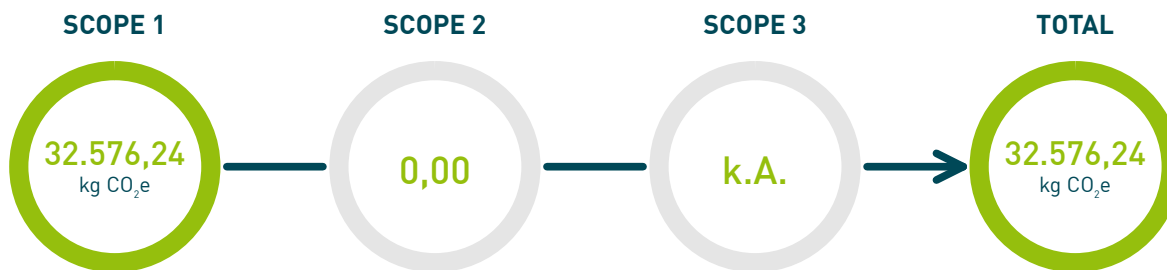 SCOPE 1
SCOPE 2
SCOPE 3
TOTAL
32.576,24
kg CO₂e
0,00
k.A.
32.576,24
kg CO₂e